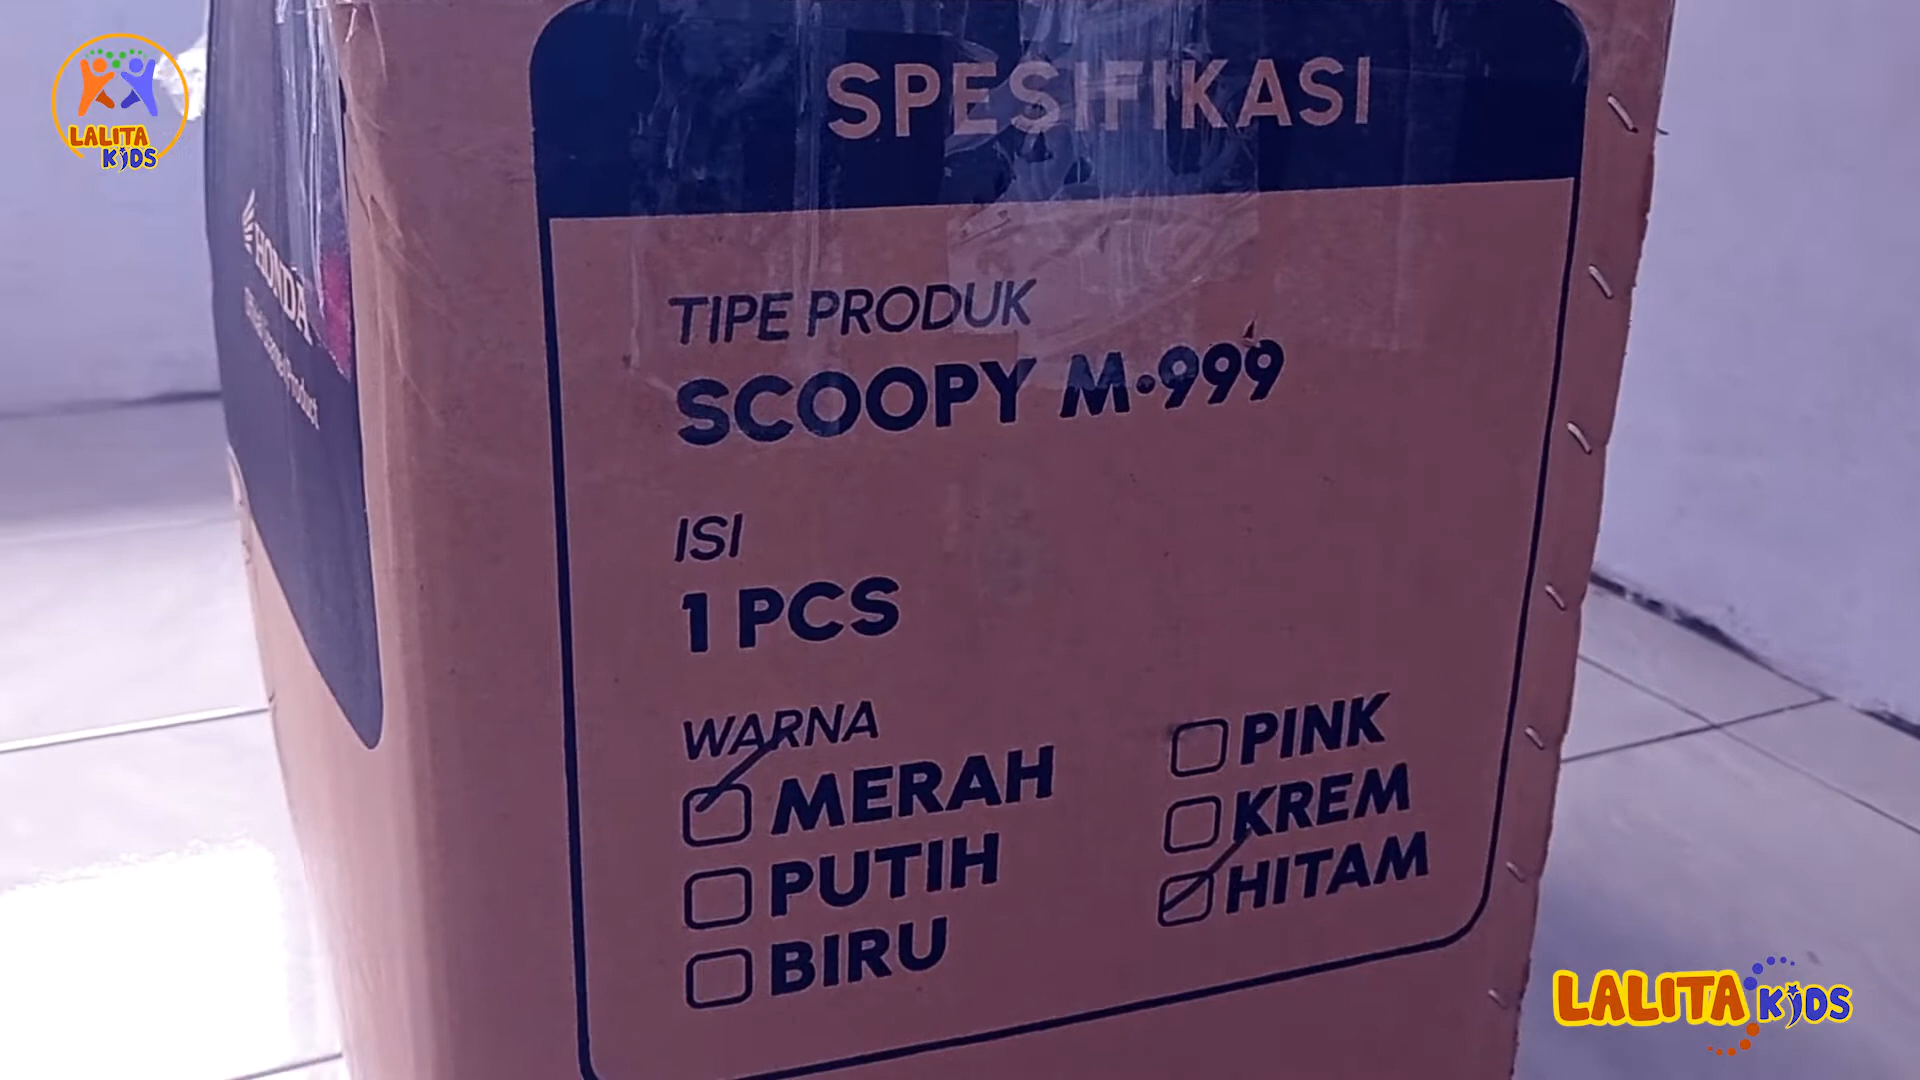 LALITA
KiDS
HONDA
Product
SPESIFIKASI
TIPE PRODUK
SCOOPY M•999
ISI
1 PCS
WARNA
MERAH
PUTIH
BIRU
PINK
KREM
HITAM
LALITA KiDS